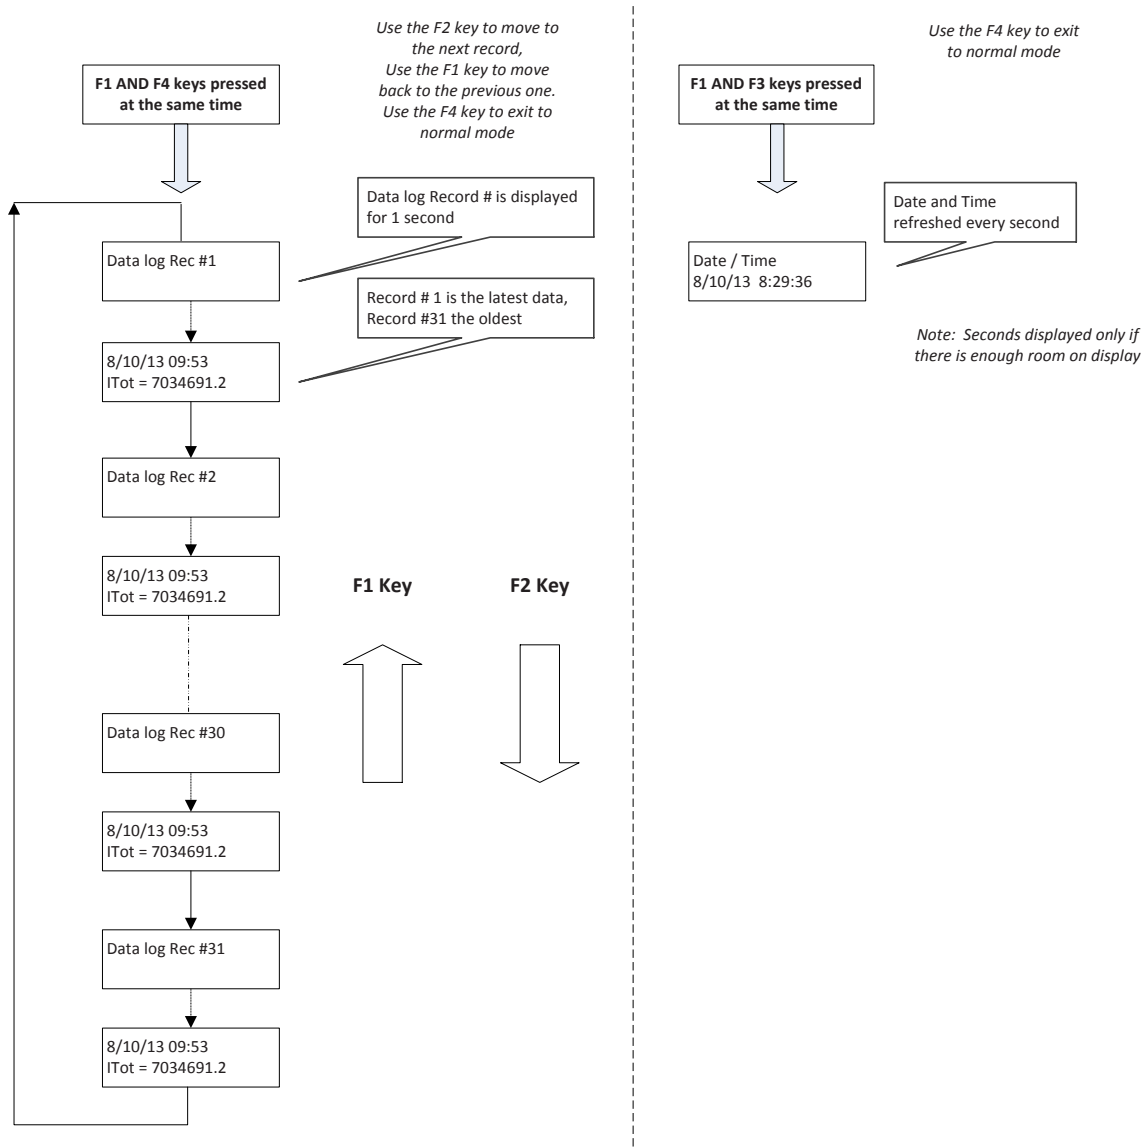 Use the F2 key to move to
the next record,
Use the F1 key to move
back to the previous one.
Use the F4 key to exit to
normal mode
F1 AND F4 keys pressed
at the same time
Data log Record # is displayed
for 1 second
Data log Rec #1
Record # 1 is the latest data,
Record #31 the oldest
8/10/13 09:53
ITot = 7034691.2
Data log Rec #2
8/10/13 09:53
ITot = 7034691.2
F1 Key
F2 Key
Data log Rec #30
8/10/13 09:53
ITot = 7034691.2
Data log Rec #31
8/10/13 09:53
ITot = 7034691.2
Use the F4 key to exit
to normal mode
F1 AND F3 keys pressed
at the same time
Date and Time
refreshed every second
Date / Time
8/10/13  8:29:36
Note:  Seconds displayed only if
there is enough room on display